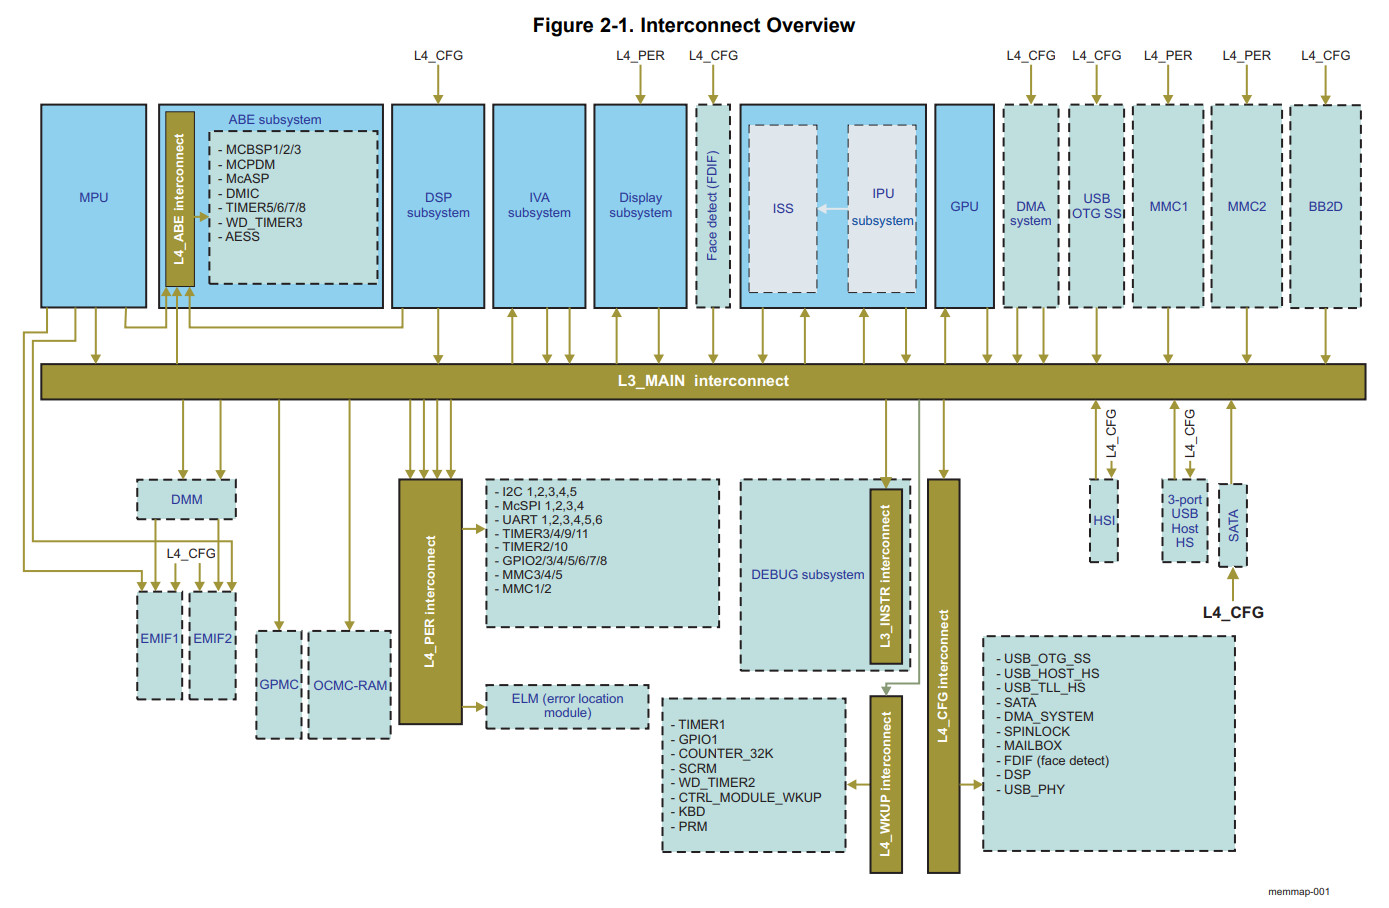 Figure 2-1. Interconnect Overview
L4_CFG
L4_PER
L4_CFG
L4_CFG
L4_CFG
L4_PER
L4_PER
L4_CFG
MPU
ABE subsystem
L4_ABE interconnect
- MCBSP1/2/3
- MCPDM
- McASP
- DMIC
- TIMER5/6/7/8
- WD_TIMER3
- AESS
DSP
subsystem
IVA
subsystem
Display
subsystem
Face detect (FDIF)
ISS
IPU
subsystem
GPU
DMA
system
USB
OTG SS
MMC1
MMC2
BB2D
L3_MAIN interconnect
DMM
L4_CFG
EMIF1
EMIF2
GPMC
OCMC-RAM
L4_PER interconnect
- I2C 1,2,3,4,5
- McSPI 1,2,3,4
- UART 1,2,3,4,5,6
- TIMER3/4/9/11
- TIMER2/10
- GPIO2/3/4/5/6/7/8
- MMC3/4/5
- MMC1/2
ELM (error location
module)
DEBUG subsystem
L3_INSTR interconnect
- TIMER1
- GPIO1
- COUNTER_32K
- SCRM
- WD_TIMER2
- CTRL_MODULE_WKUP
- KBD
- PRM
L4_WKUP interconnect
L4_CFG interconnect
L4_CFG
HSI
L4_CFG
3-port
USB
Host
HS
SATA
L4_CFG
- USB_OTG_SS
- USB_HOST_HS
- USB_TLL_HS
- SATA
- DMA_SYSTEM
- SPINLOCK
- MAILBOX
- FDIF (face detect)
- DSP
- USB_PHY
memmap-001